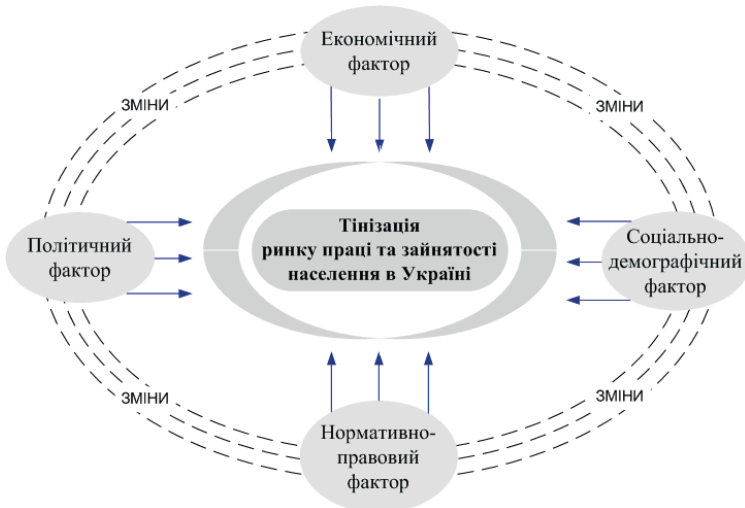 Економічний
фактор
ЗМІНИ
ЗМІНИ
Політичний
фактор
Тінізація
ринку праці та зайнятості
населення в Україні
Соціально-
демографічний
фактор
ЗМІНИ
ЗМІНИ
Нормативно-
правовий
фактор